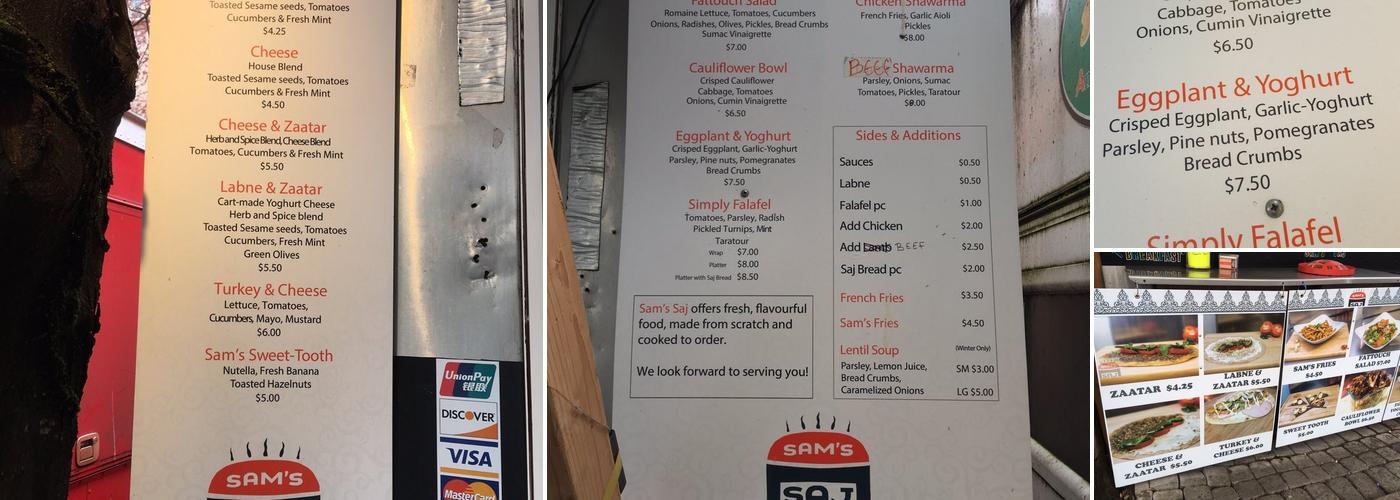 Toasted Sesame seeds, Tomatoes
Cucumbers & Fresh Mint
$4.25
Cheese
House Blend
Toasted Sesame seeds, Tomatoes
Cucumbers & Fresh Mint
$4.50
Cheese & Zaatar
Herb and Spice Blend, Cheese Blend
Tomatoes, Cucumbers & Fresh Mint
$5.50
Labne & Zaatar
Cart-made Yoghurt Cheese
Herb and Spice blend
Toasted Sesame seeds, Tomatoes
Cucumbers, Fresh Mint
Green Olives
$5.50
Turkey & Cheese
Lettuce, Tomatoes,
Cucumbers, Mayo, Mustard
$6.00
Sam's Sweet-Tooth
Nutella, Fresh Banana
Toasted Hazelnuts
$5.00
SAM'S
UnionPay
银联
DISCOVER
VISA
MasterCard
Fattouch Salad
Romaine Lettuce, Tomatoes, Cucumbers
Onions, Radishes, Olives, Pickles, Bread Crumbs
Sumac Vinaigrette
$7.00
Cauliflower Bowl
Crisped Cauliflower
Cabbage, Tomatoes
Onions, Cumin Vinaigrette
$6.50
Eggplant & Yoghurt
Crisped Eggplant, Garlic-Yoghurt
Parsley, Pine nuts, Pomegranates
Bread Crumbs
$7.50
Simply Falafel
Tomatoes, Parsley, Radish
Pickled Turnips, Mint
Taratour
Wrap $7.00
Platter $8.00
Platter with Saj Bread $8.50
Sam's Saj offers fresh, flavourful
food, made from scratch and
cooked to order.
We look forward to serving you!
Chicken Shawarma
French Fries, Garlic Aioli
Pickles
$8.00
BEEF Shawarma
Parsley, Onions, Sumac
Tomatoes, Pickles, Taratour
Sides & Additions
Sauces $0.50
Labne $0.50
Falafel pc $1.00
Add Chicken $2.00
Add Lamb BEEF $2.50
Saj Bread pc $2.00
French Fries $3.50
Sam's Fries $4.50
Lentil Soup (Winter Only)
Parsley, Lemon Juice, SM $3.00
Bread Crumbs,
Caramelized Onions LG $5.00
SAM'S
SAJ
Cabbage, Tomatoes
Onions, Cumin Vinaigrette
$6.50
Eggplant & Yoghurt
Crisped Eggplant, Garlic-Yoghurt
Parsley, Pine nuts, Pomegranates
Bread Crumbs
$7.50
Simply Falafel
BREAKFAST
SAJ
ZAATAR $4.25
LABNE &
ZAATAR $5.50
CHEESE &
ZAATAR $5.50
TURKEY &
CHEESE $6.00
SAM'S FRIES
$4.50
FATTOUCH
SALAD $7.00
SWEET TOOTH
$5.00
CAULIFLOWER
BOWL $6.50